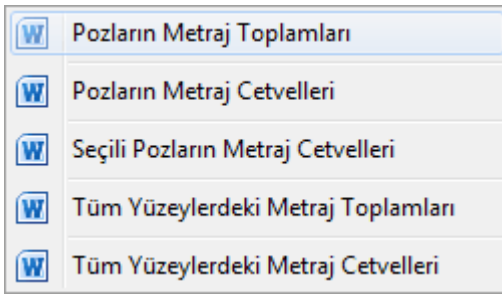 Pozların Metraj Toplamları
Pozların Metraj Cetvelleri
Seçili Pozların Metraj Cetvelleri
Tüm Yüzeylerdeki Metraj Toplamları
Tüm Yüzeylerdeki Metraj Cetvelleri